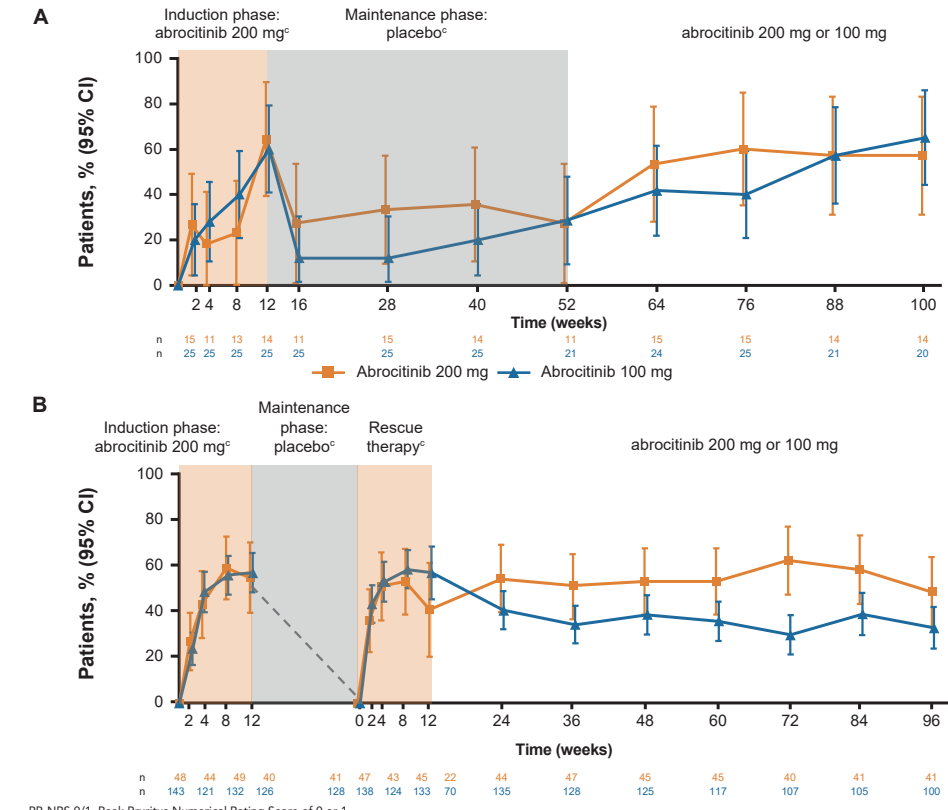 A
Induction phase:
abrocitinib 200 mgᶜ
Maintenance phase:
placeboᶜ
abrocitinib 200 mg or 100 mg
Patients, % (95% CI)
100
80
60
40
20
0
2 4 8 12 16 28 40 52 64 76 88 100
Time (weeks)
n 15 11 13 14 11 15 14 11 15 15 14 14
n 25 25 25 25 25 25 25 21 24 25 21 20
Abrocitinib 200 mg Abrocitinib 100 mg
B
Induction phase:
abrocitinib 200 mgᶜ
Maintenance
phase:
placeboᶜ
Rescue
therapyᶜ
abrocitinib 200 mg or 100 mg
Patients, % (95% CI)
100
80
60
40
20
0
2 4 8 12 0 2 4 8 12 24 36 48 60 72 84 96
Time (weeks)
n 48 44 49 40 41 47 43 45 22 44 47 45 45 40 41 41
n 143 121 132 126 128 138 124 133 70 135 128 125 117 107 105 100